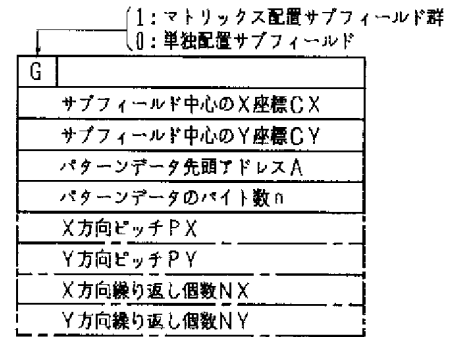 1：マトリックス配置サブフィールド群
0：単独配置サブフィールド
G
サブフィールド中心のX座標CX
サブフィールド中心のY座標CY
パターンデータ先頭アドレスA
パターンデータのバイト数n
X方向ピッチPX
Y方向ピッチPY
X方向繰り返し個数NX
Y方向繰り返し個数NY